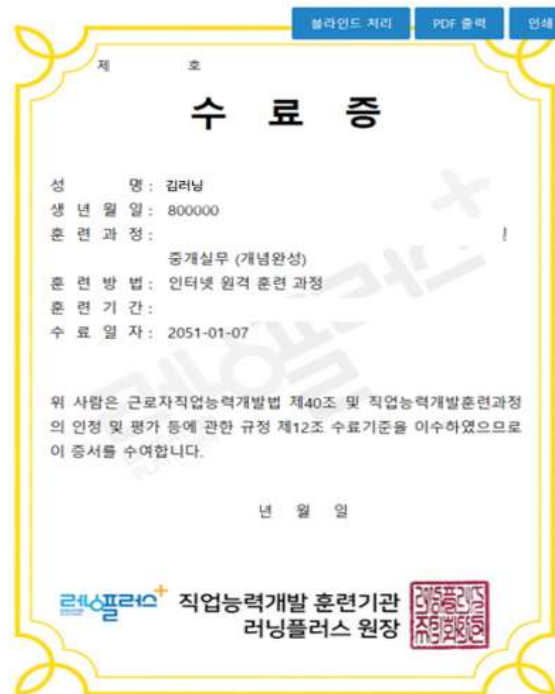 블라인드 처리 PDF 출력 인쇄
제 호
수 료 증
성 명 : 김러닝
생 년 월 일 : 800000
훈 련 과 정 :
중개실무 (개념완성)
훈 련 방 법 : 인터넷 원격 훈련 과정
훈 련 기 간 :
수 료 일 자 : 2051-01-07
위 사람은 근로자직업능력개발법 제40조 및 직업능력개발훈련과정
의 인정 및 평가 등에 관한 규정 제12조 수료기준을 이수하였으므로
이 증서를 수여합니다.
년 월 일
러닝플러스+ 직업능력개발 훈련기관
러닝플러스 원장